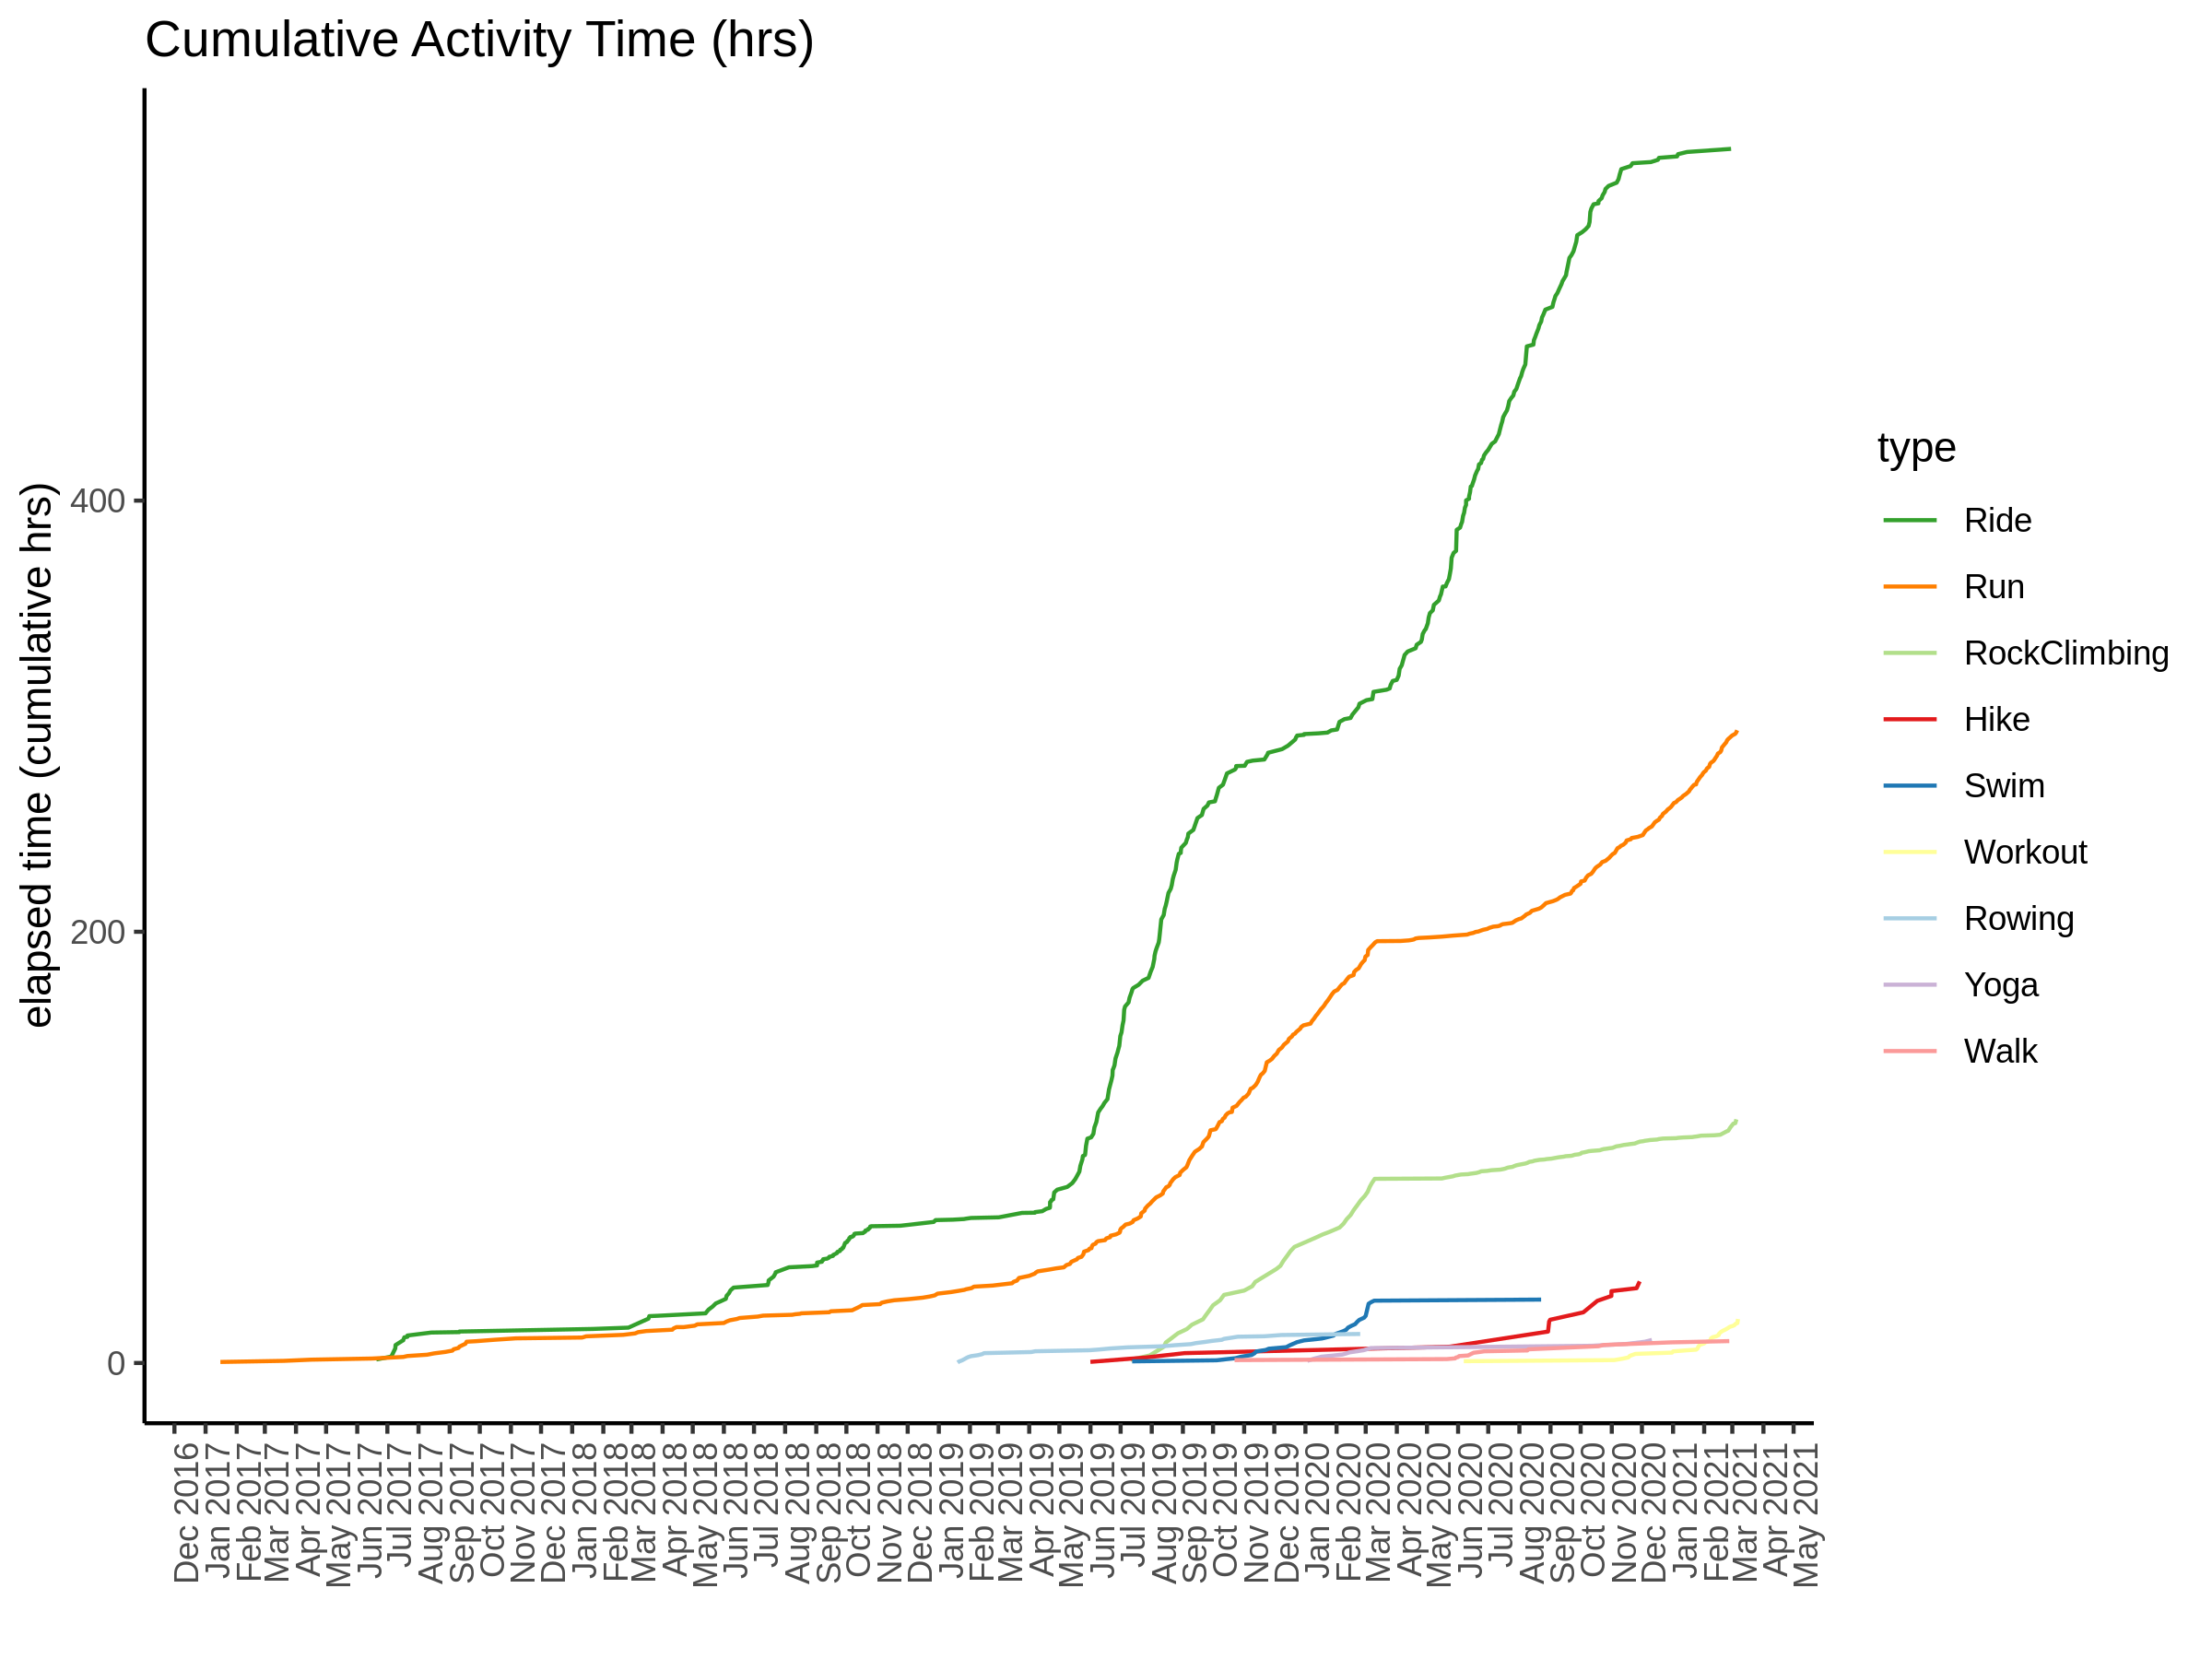 Cumulative Activity Time (hrs)
elapsed time (cumulative hrs)
400
200
0
Dec 2016
Jan 2017
Feb 2017
Mar 2017
Apr 2017
May 2017
Jun 2017
Jul 2017
Aug 2017
Sep 2017
Oct 2017
Nov 2017
Dec 2017
Jan 2018
Feb 2018
Mar 2018
Apr 2018
May 2018
Jun 2018
Jul 2018
Aug 2018
Sep 2018
Oct 2018
Nov 2018
Dec 2018
Jan 2019
Feb 2019
Mar 2019
Apr 2019
May 2019
Jun 2019
Jul 2019
Aug 2019
Sep 2019
Oct 2019
Nov 2019
Dec 2019
Jan 2020
Feb 2020
Mar 2020
Apr 2020
May 2020
Jun 2020
Jul 2020
Aug 2020
Sep 2020
Oct 2020
Nov 2020
Dec 2020
Jan 2021
Feb 2021
Mar 2021
Apr 2021
May 2021
type
Ride
Run
RockClimbing
Hike
Swim
Workout
Rowing
Yoga
Walk